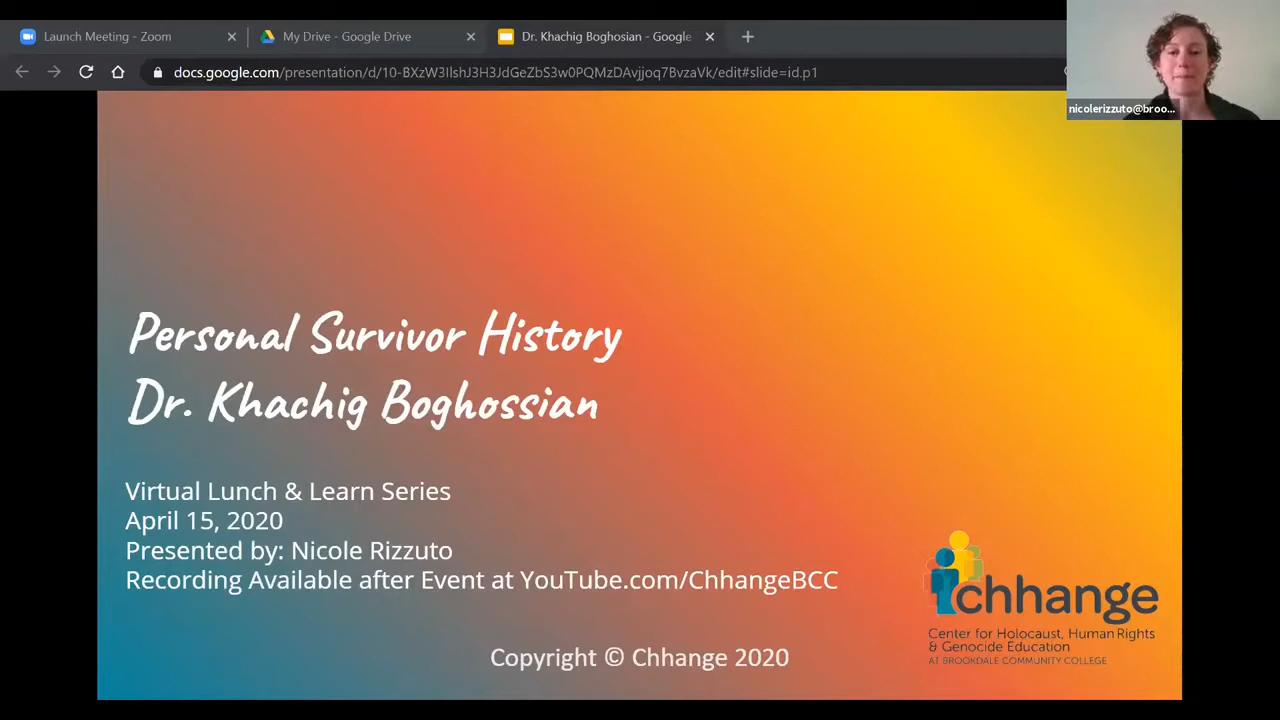 Launch Meeting - Zoom
My Drive - Google Drive
Dr. Khachig Boghosian - Google
docs.google.com/presentation/d/10-BXzW3IlshJ3H3JdGeZbS3w0PQMzDAvjjoq7BvzaVk/edit#slide=id.p1
nicolerizzuto@broo...
Personal Survivor History
Dr. Khachig Boghossian
Virtual Lunch & Learn Series
April 15, 2020
Presented by: Nicole Rizzuto
Recording Available after Event at YouTube.com/ChhangeBCC
chhange
Center for Holocaust, Human Rights
& Genocide Education
AT BROOKDALE COMMUNITY COLLEGE
Copyright © Chhange 2020